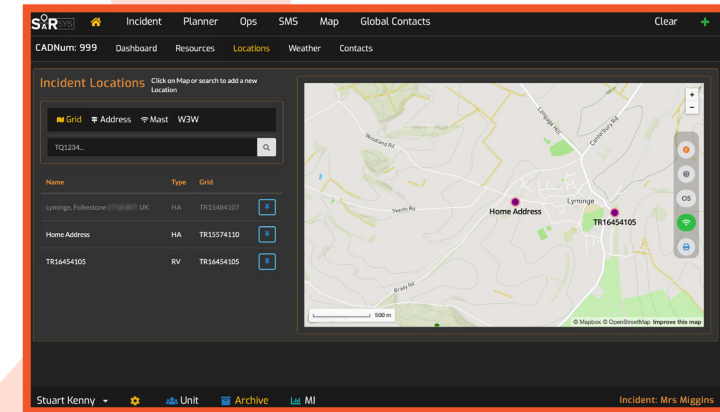 SARSYS Incident Planner Ops SMS Map Global Contacts Clear
CADNum: 999 Dashboard Resources Locations Weather Contacts
Incident Locations
Click on Map or search to add a new
Location
Grid Address Mast W3W
TQ1234...
Name Type Grid
Lyminge, Folkestone UK HA TR15484107
Home Address HA TR15574110
TR16454105 RV TR16454105
Longage Hill
Canterbury Rd
Woodland Rd
Skeete Rd
Lyminge
Home Address
TR16454105
OS
Brady Rd
500 m
© Mapbox © OpenStreetMap Improve this map
Stuart Kenny Unit Archive MI Incident: Mrs Miggins